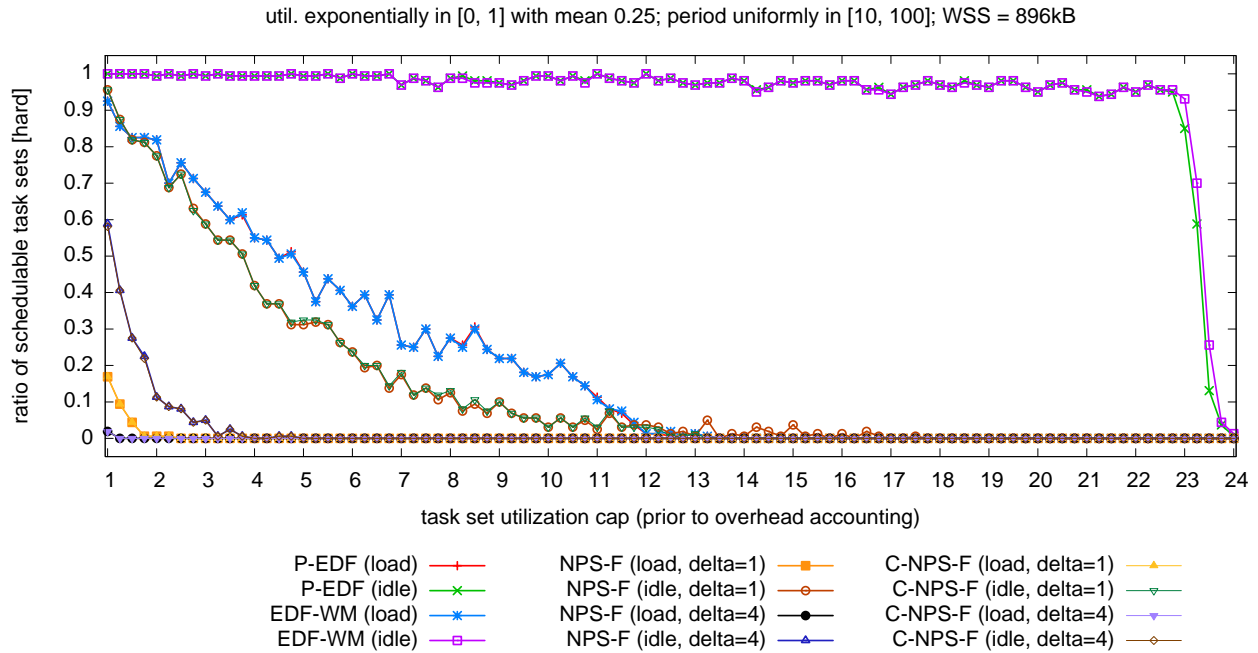 util. exponentially in [0, 1] with mean 0.25; period uniformly in [10, 100]; WSS = 896kB
ratio of schedulable task sets [hard]
1
0.9
0.8
0.7
0.6
0.5
0.4
0.3
0.2
0.1
0
1 2 3 4 5 6 7 8 9 10 11 12 13 14 15 16 17 18 19 20 21 22 23 24
task set utilization cap (prior to overhead accounting)
P-EDF (load) NPS-F (load, delta=1) C-NPS-F (load, delta=1)
P-EDF (idle) NPS-F (idle, delta=1) C-NPS-F (idle, delta=1)
EDF-WM (load) NPS-F (load, delta=4) C-NPS-F (load, delta=4)
EDF-WM (idle) NPS-F (idle, delta=4) C-NPS-F (idle, delta=4)